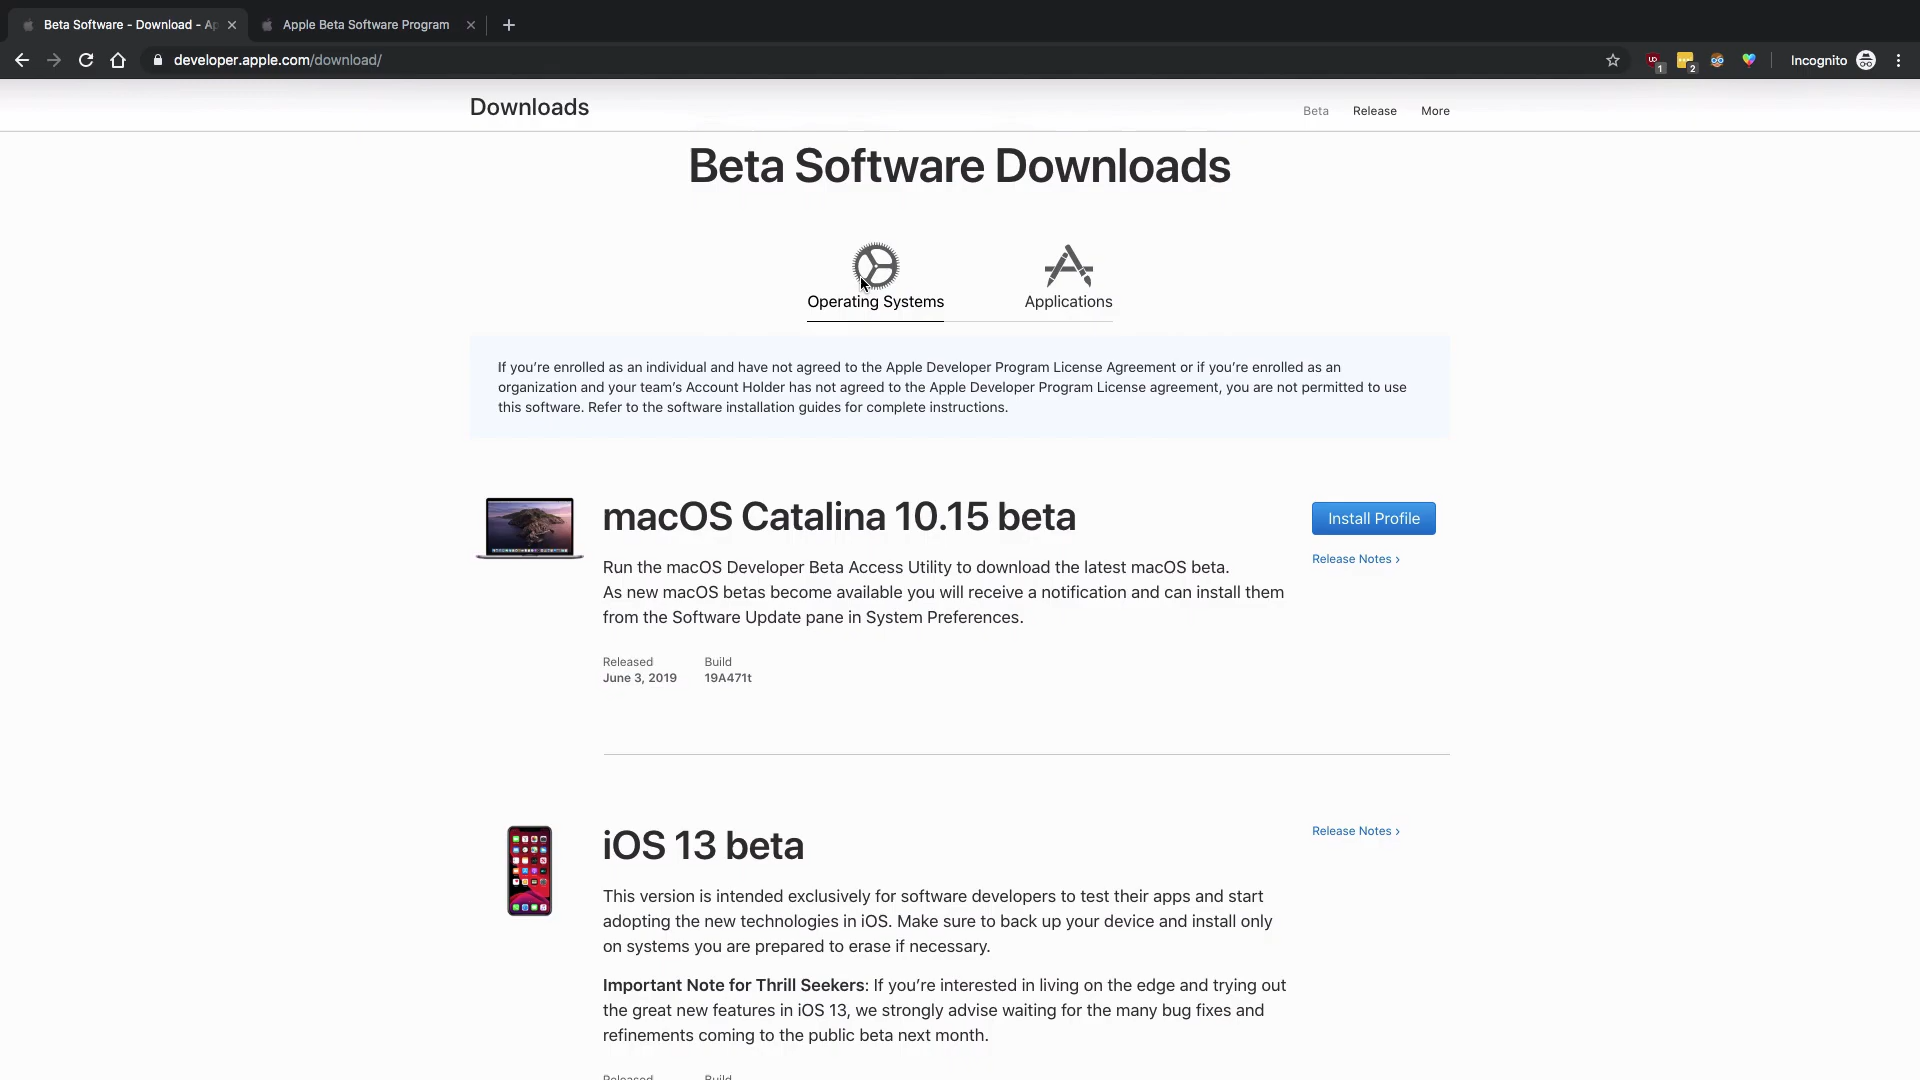 Beta Software - Download - Ap
Apple Beta Software Program
developer.apple.com/download/
1
2
Incognito
Downloads
Beta
Release
More
Beta Software Downloads
Operating Systems
Applications
If you’re enrolled as an individual and have not agreed to the Apple Developer Program License Agreement or if you’re enrolled as an
organization and your team’s Account Holder has not agreed to the Apple Developer Program License agreement, you are not permitted to use
this software. Refer to the software installation guides for complete instructions.
macOS Catalina 10.15 beta
Install Profile
Release Notes ›
Run the macOS Developer Beta Access Utility to download the latest macOS beta.
As new macOS betas become available you will receive a notification and can install them
from the Software Update pane in System Preferences.
Released
Build
June 3, 2019
19A471t
iOS 13 beta
Release Notes ›
This version is intended exclusively for software developers to test their apps and start
adopting the new technologies in iOS. Make sure to back up your device and install only
on systems you are prepared to erase if necessary.
Important Note for Thrill Seekers: If you’re interested in living on the edge and trying out
the great new features in iOS 13, we strongly advise waiting for the many bug fixes and
refinements coming to the public beta next month.
Released
Build